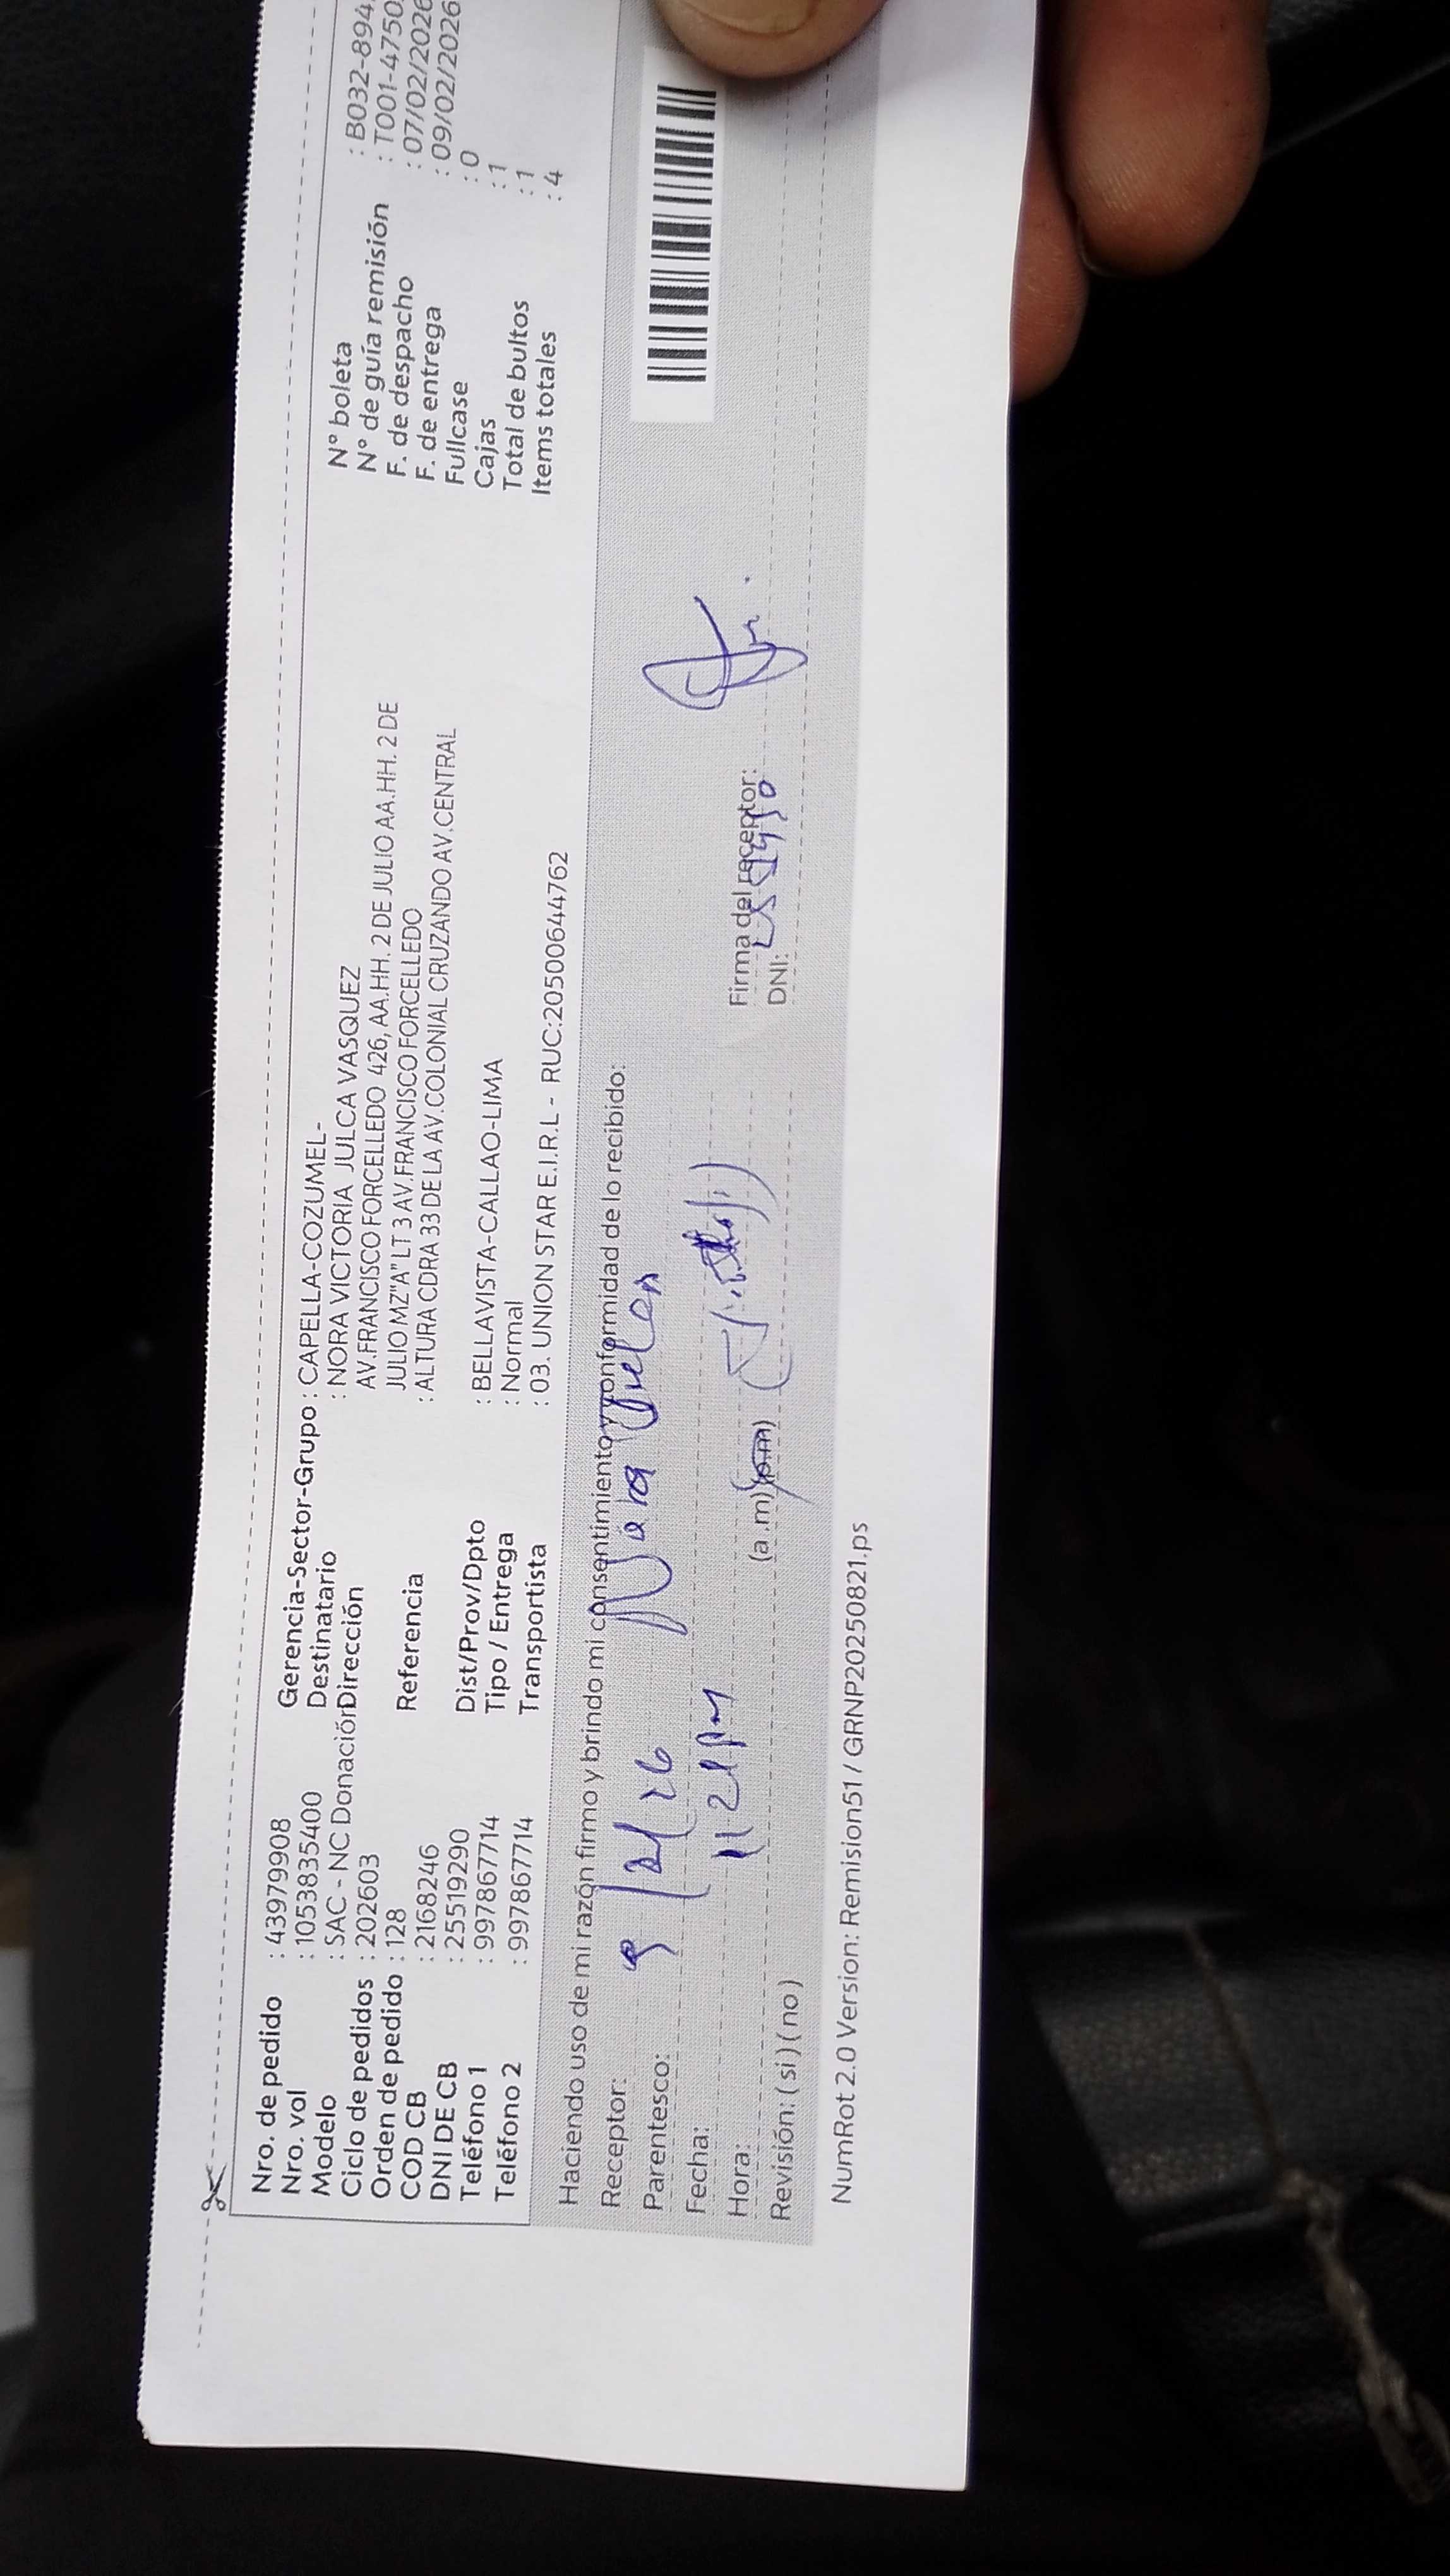 Nro. de pedido : 43979908
Nro. vol : 1053835400
Modelo : SAC - NC Donación
Ciclo de pedidos : 202603
Orden de pedido : 128
COD CB : 2168246
DNI DE CB : 25519290
Teléfono 1 : 997867714
Teléfono 2 : 997867714
Gerencia-Sector-Grupo : CAPELLA-COZUMEL-
Destinatario : NORA VICTORIA JULCA VASQUEZ
Dirección AV.FRANCISCO FORCELLEDO 426, AA.HH. 2 DE JULIO AA.HH. 2 DE
JULIO MZ"A" LT 3 AV.FRANCISCO FORCELLEDO
Referencia : ALTURA CDRA 33 DE LA AV.COLONIAL CRUZANDO AV.CENTRAL
Dist/Prov/Dpto : BELLAVISTA-CALLAO-LIMA
Tipo / Entrega : Normal
Transportista : 03. UNION STAR E.I.R.L - RUC:20500644762
N° boleta : B032-894
N° de guía remisión : T001-4750
F. de despacho : 07/02/2026
F. de entrega : 09/02/2026
Fullcase : 0
Cajas : 1
Total de bultos : 1
Items totales : 4
Haciendo uso de mi razón firmo y brindo mi consentimiento y conformidad de lo recibido:
Receptor:
Parentesco:
Fecha:
Hora: (a.m) (p.m)
Revisión: ( si ) ( no )
Firma del receptor:
DNI:
NumRot 2.0 Version: Remision51 / GRNP20250821.ps